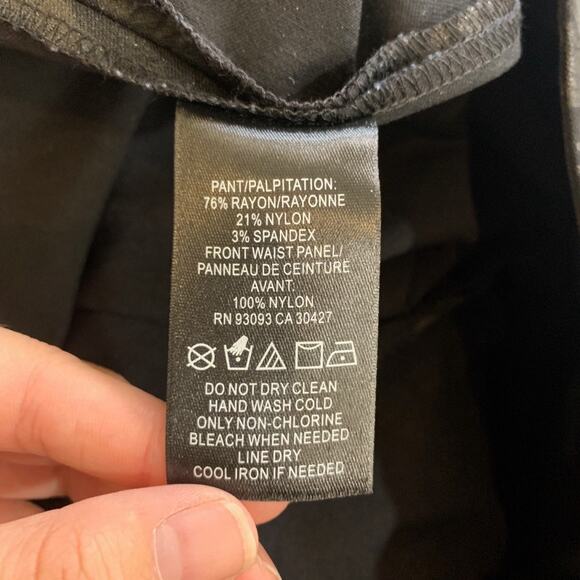 PANT/PALPITATION:
76% RAYON/RAYONNE
21% NYLON
3% SPANDEX
FRONT WAIST PANEL/
PANNEAU DE CEINTURE
AVANT:
100% NYLON
RN 93093 CA 30427
DO NOT DRY CLEAN
HAND WASH COLD
ONLY NON-CHLORINE
BLEACH WHEN NEEDED
LINE DRY
COOL IRON IF NEEDED